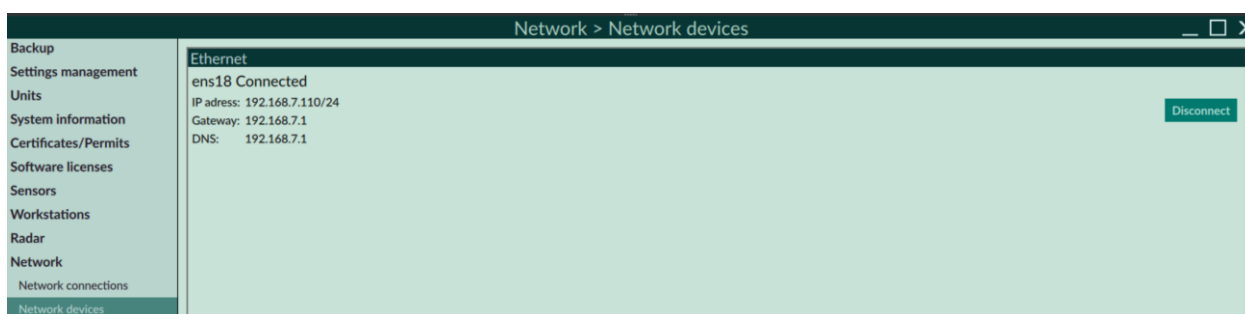 Network > Network devices
Backup
Settings management
Units
System information
Certificates/Permits
Software licenses
Sensors
Workstations
Radar
Network
Network connections
Network devices
Ethernet
ens18 Connected
IP adress: 192.168.7.110/24
Gateway: 192.168.7.1
DNS: 192.168.7.1
Disconnect